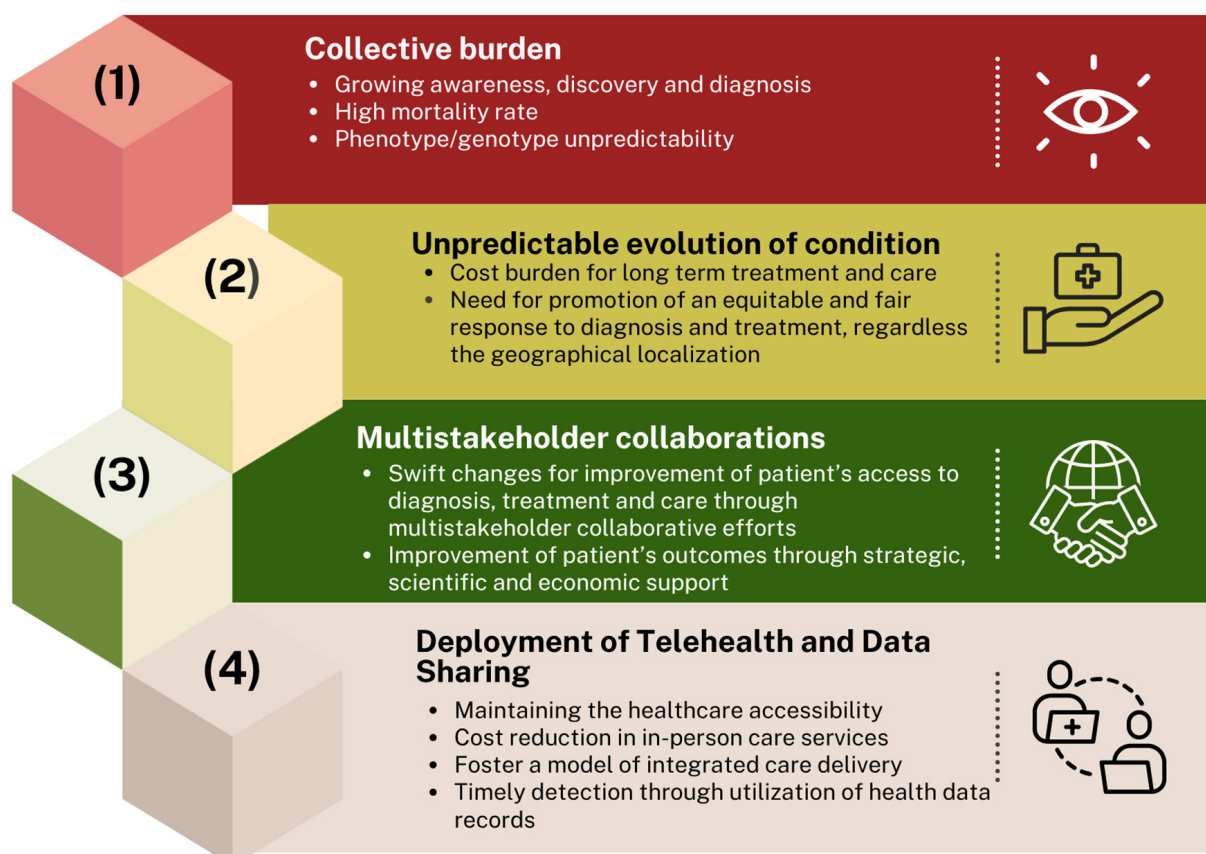 (1)
Collective burden
• Growing awareness, discovery and diagnosis
• High mortality rate
• Phenotype/genotype unpredictability
(2)
Unpredictable evolution of condition
• Cost burden for long term treatment and care
• Need for promotion of an equitable and fair
response to diagnosis and treatment, regardless
the geographical localization
(3)
Multistakeholder collaborations
• Swift changes for improvement of patient’s access to
diagnosis, treatment and care through
multistakeholder collaborative efforts
• Improvement of patient’s outcomes through strategic,
scientific and economic support
(4)
Deployment of Telehealth and Data
Sharing
• Maintaining the healthcare accessibility
• Cost reduction in in-person care services
• Foster a model of integrated care delivery
• Timely detection through utilization of health data
records